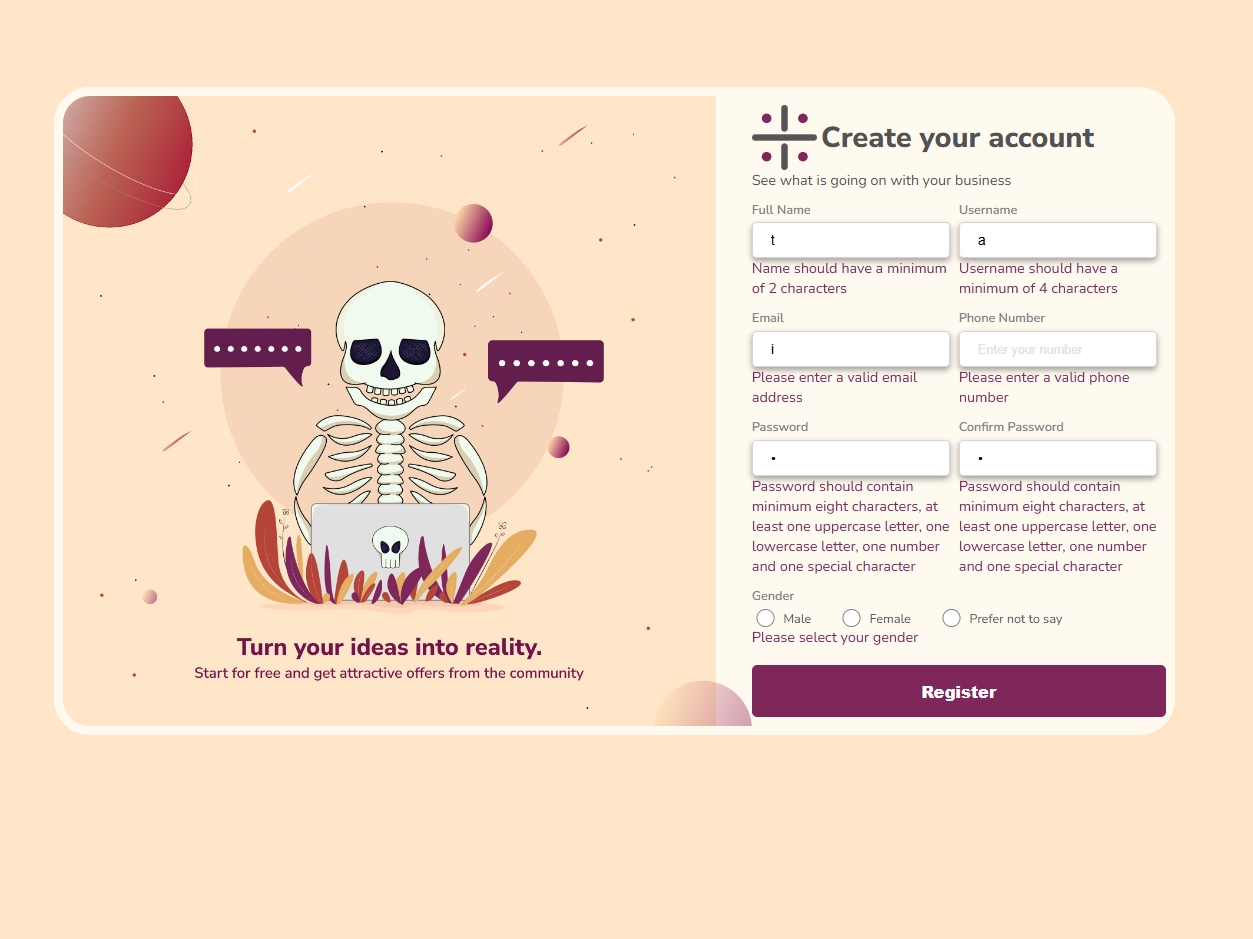 Create your account
See what is going on with your business
Full Name
Username
t
a
Name should have a minimum
of 2 characters
Username should have a
minimum of 4 characters
Email
Phone Number
i
Enter your number
Please enter a valid email
address
Please enter a valid phone
number
Password
Confirm Password
•
•
Password should contain
minimum eight characters, at
least one uppercase letter, one
lowercase letter, one number
and one special character
Password should contain
minimum eight characters, at
least one uppercase letter, one
lowercase letter, one number
and one special character
Gender
Male Female Prefer not to say
Please select your gender
Register
Turn your ideas into reality.
Start for free and get attractive offers from the community